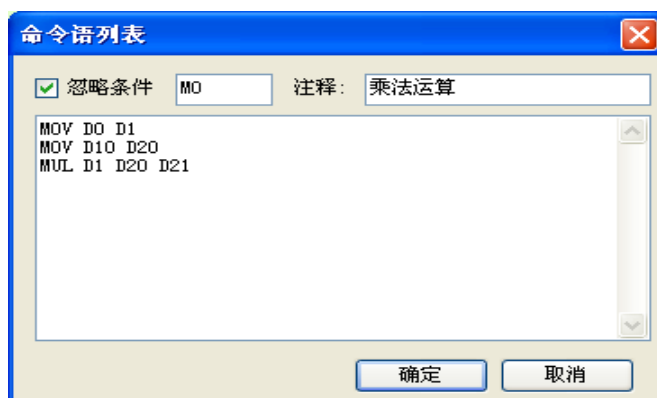 命令语列表
忽略条件 M0 注释: 乘法运算
MOV D0 D1
MOV D10 D20
MUL D1 D20 D21
确定 取消